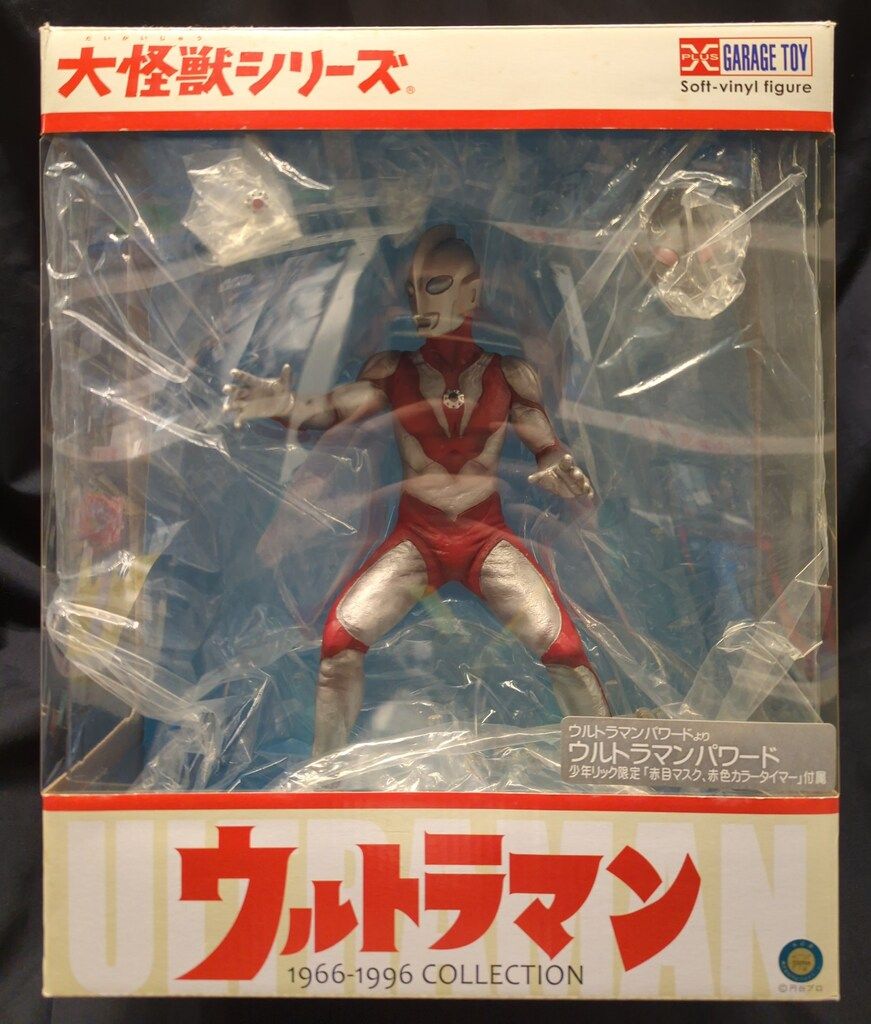 だいかいじゅう
大怪獣シリーズ®
X PLUS GARAGE TOY
Soft-vinyl figure
ウルトラマンパワードより
ウルトラマンパワード
少年リック限定「赤目マスク、赤色カラータイマー」付属
ULTRAMAN
ウルトラマン
1966-1996 COLLECTION
©円谷プロ